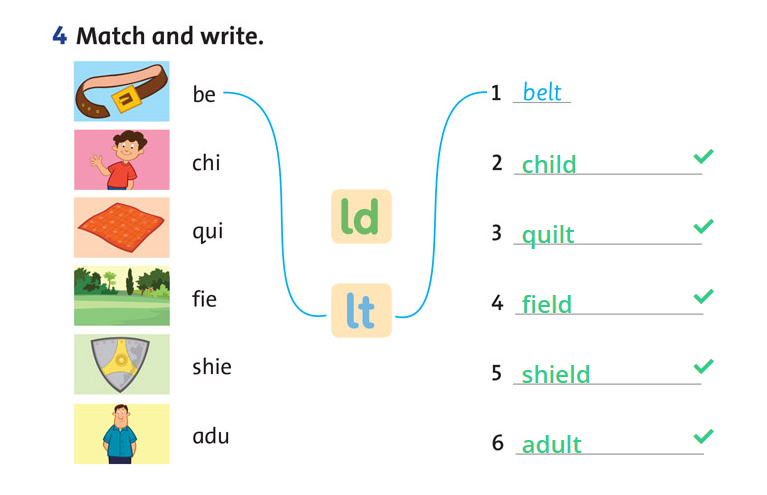 4 Match and write.
be
1 belt
chi
2 child
ld
qui
3 quilt
fie
4 field
lt
shie
5 shield
adu
6 adult